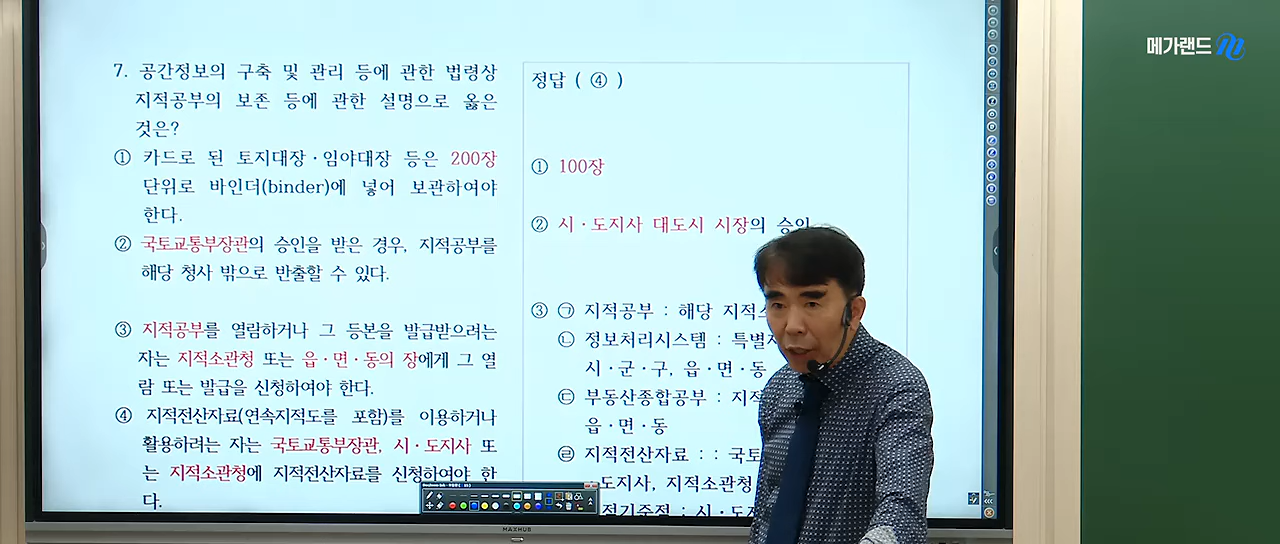 메가랜드
7. 공간정보의 구축 및 관리 등에 관한 법령상
지적공부의 보존 등에 관한 설명으로 옳은
것은?
① 카드로 된 토지대장·임야대장 등은 200장
단위로 바인더(binder)에 넣어 보관하여야
한다.
② 국토교통부장관의 승인을 받은 경우, 지적공부를
해당 청사 밖으로 반출할 수 있다.
③ 지적공부를 열람하거나 그 등본을 발급받으려는
자는 지적소관청 또는 읍·면·동의 장에게 그 열
람 또는 발급을 신청하여야 한다.
④ 지적전산자료(연속지적도를 포함)를 이용하거나
활용하려는 자는 국토교통부장관, 시·도지사 또
는 지적소관청에 지적전산자료를 신청하여야 한
다.
정답 ( ④ )
① 100장
② 시·도지사 대도시 시장의 승인
③ ㉠ 지적공부 : 해당
㉡ 정보처리시스템 :
시·군·구, 읍·면·동
㉢ 부동산종합공부 :
읍·면·동
㉣ 지적전산자료 : :
도지사, 지적소관청
MAXHUB